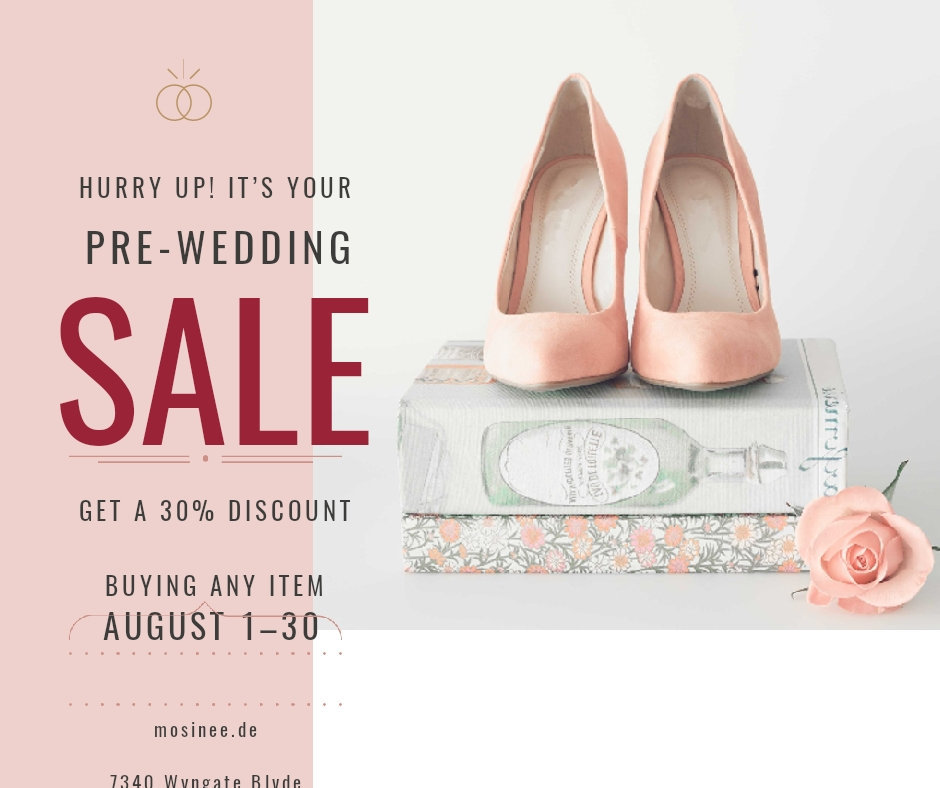 HURRY UP! IT’S YOUR
PRE-WEDDING
SALE
GET A 30% DISCOUNT
BUYING ANY ITEM
AUGUST 1–30
mosinee.de
7340 Wyngate Blvde